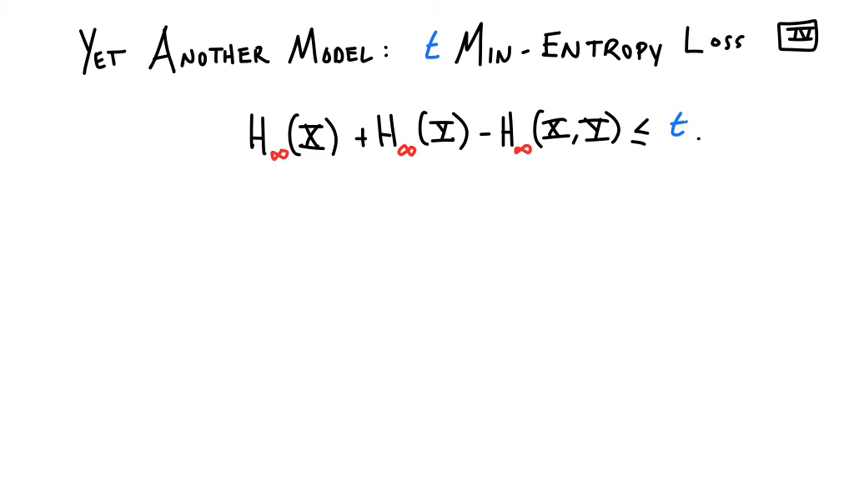 YET ANOTHER MODEL: t MIN-ENTROPY LOSS IV
H∞(X) + H∞(Y) - H∞(X, Y) ≤ t.